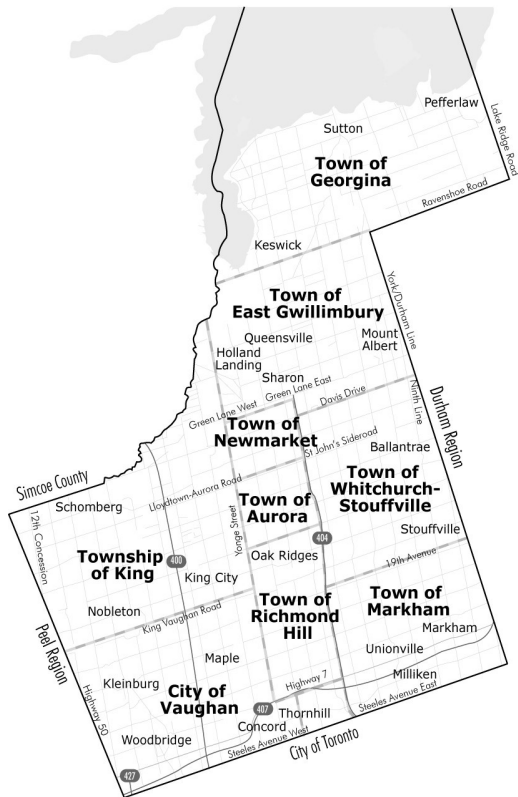 Pefferlaw
Lake Ridge Road
Sutton
Town of
Georgina
Ravenshoe Road
Keswick
Town of
East Gwillimbury
York/Durham Line
Queensville
Mount
Albert
Holland
Landing
Sharon
Green Lane East
Green Lane West
Davis Drive
Ninth Line
Durham Region
Town of
Newmarket
St John's Sideroad
Ballantrae
Simcoe County
Lloydtown-Aurora Road
Town of
Whitchurch-
Stouffville
Schomberg
12th Concession
Town of
Aurora
Yonge Street
Stouffville
404
Township
of King
400
Oak Ridges
19th Avenue
King City
Town of
Markham
Nobleton
King Vaughan Road
Town of
Richmond
Hill
Markham
Peel Region
Unionville
Maple
Milliken
Kleinburg
Highway 7
City of
Vaughan
Highway 50
407
Thornhill
Steeles Avenue East
Concord
Woodbridge
Steeles Avenue West
City of Toronto
427